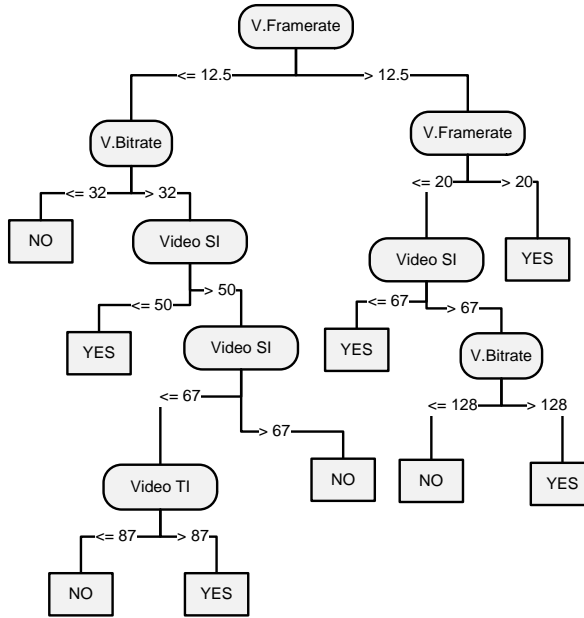 V.Framerate
<= 12.5
> 12.5
V.Bitrate
V.Framerate
<= 32
> 32
<= 20
> 20
NO
Video SI
Video SI
YES
<= 50
> 50
<= 67
> 67
YES
Video SI
YES
V.Bitrate
<= 67
> 67
<= 128
> 128
Video TI
NO
NO
YES
<= 87
> 87
NO
YES